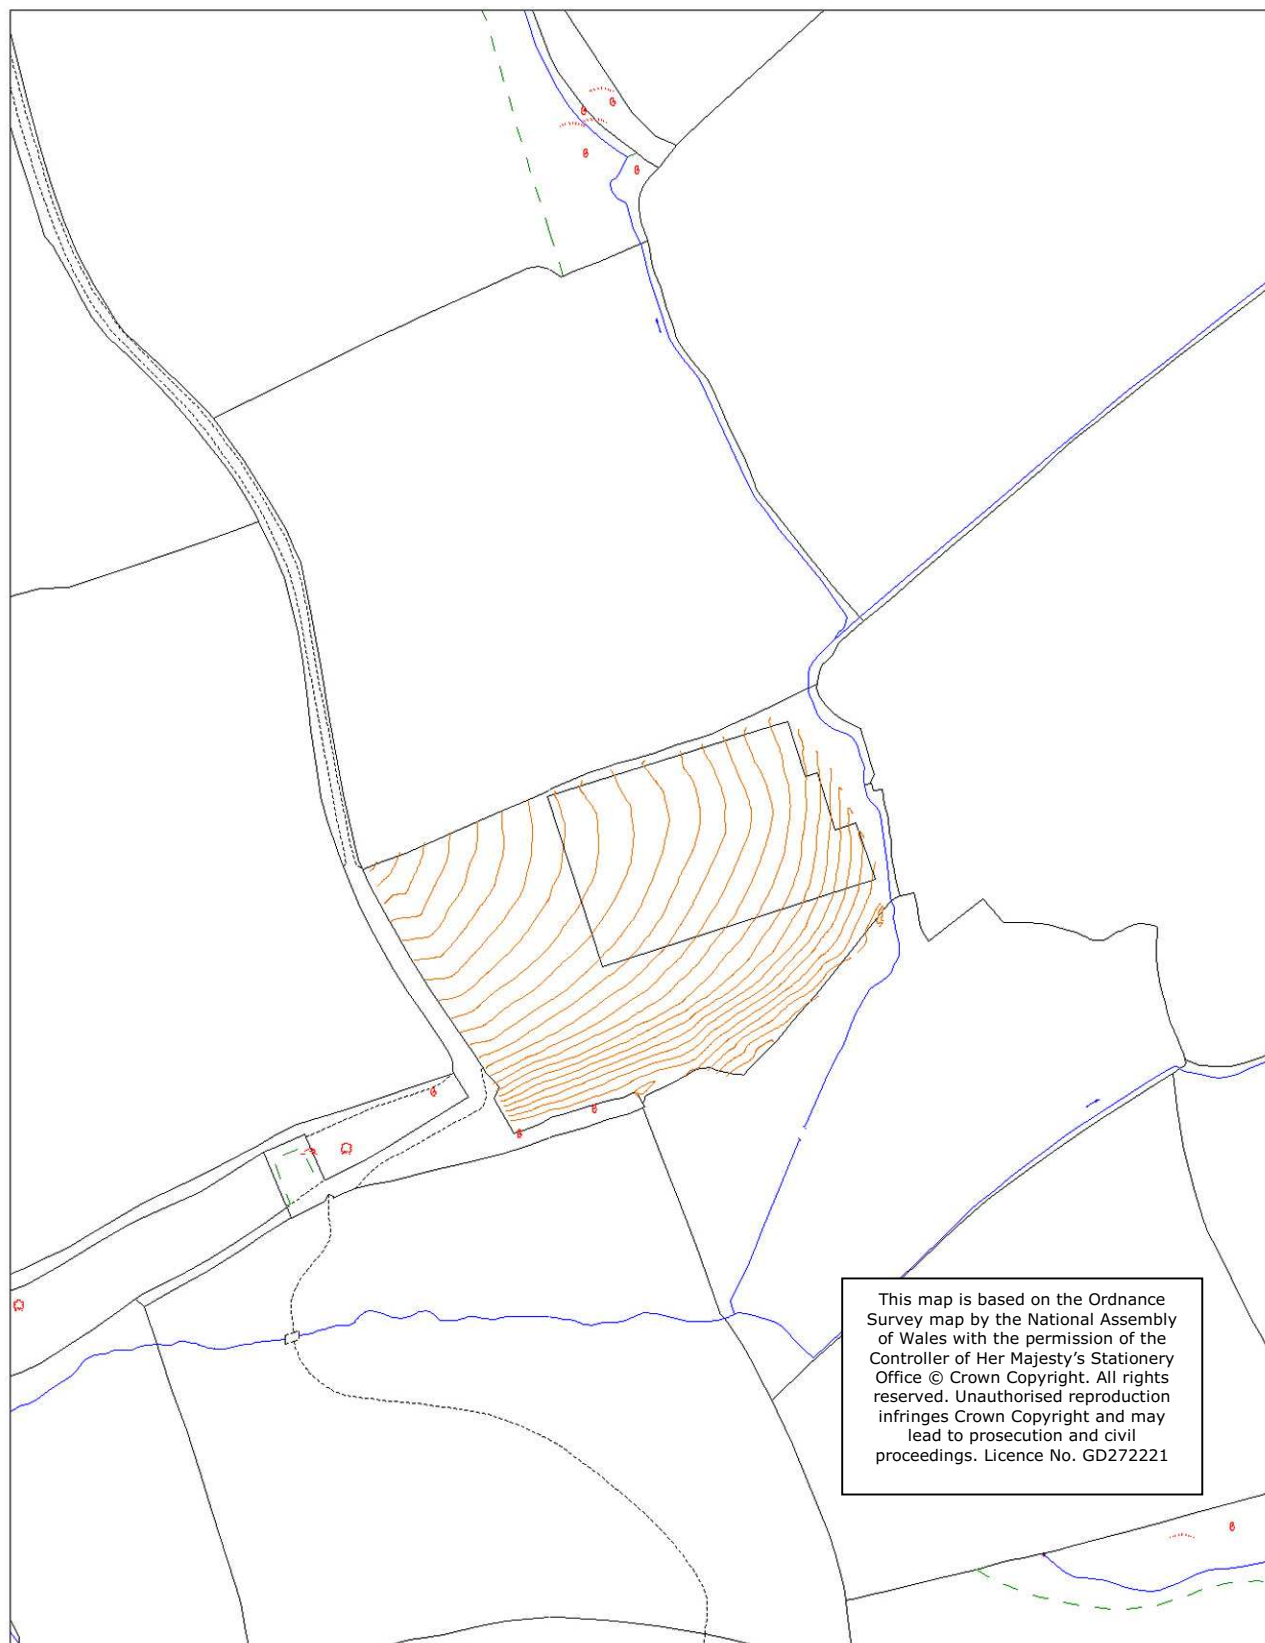 This map is based on the Ordnance
Survey map by the National Assembly
of Wales with the permission of the
Controller of Her Majesty’s Stationery
Office © Crown Copyright. All rights
reserved. Unauthorised reproduction
infringes Crown Copyright and may
lead to prosecution and civil
proceedings. Licence No. GD272221